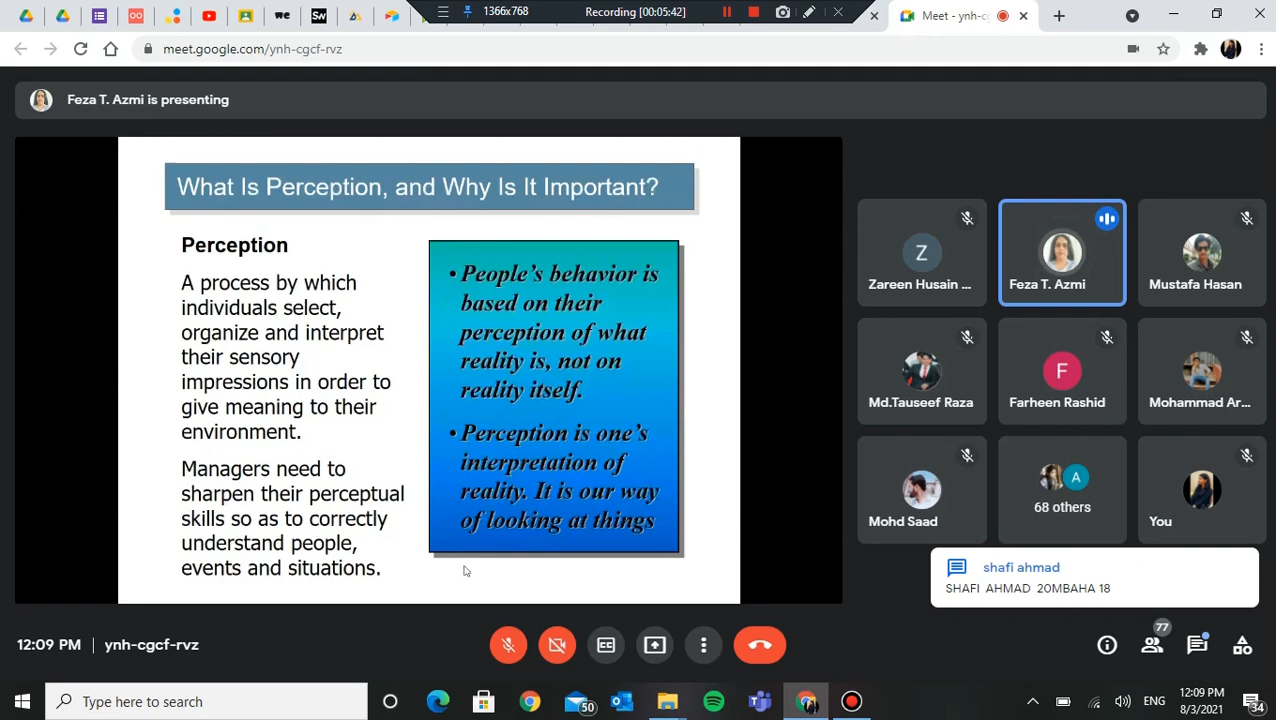 1366x768
Recording [00:05:42]
we
SW
Meet - ynh-cgc
meet.google.com/ynh-cgcf-rvz
Feza T. Azmi is presenting
What Is Perception, and Why Is It Important?
Perception
A process by which
individuals select,
organize and interpret
their sensory
impressions in order to
give meaning to their
environment.
Managers need to
sharpen their perceptual
skills so as to correctly
understand people,
events and situations.
• People's behavior is
based on their
perception of what
reality is, not on
reality itself.
• Perception is one's
interpretation of
reality. It is our way
of looking at things
Z
Zareen Husain ...
Feza T. Azmi
Mustafa Hasan
Md.Tauseef Raza
F
Farheen Rashid
Mohammad Ar...
Mohd Saad
A
68 others
You
shafi ahmad
SHAFI AHMAD 20MBAHA 18
12:09 PM | ynh-cgcf-rvz
CC
77
Type here to search
50
ENG
12:09 PM
8/3/2021
34